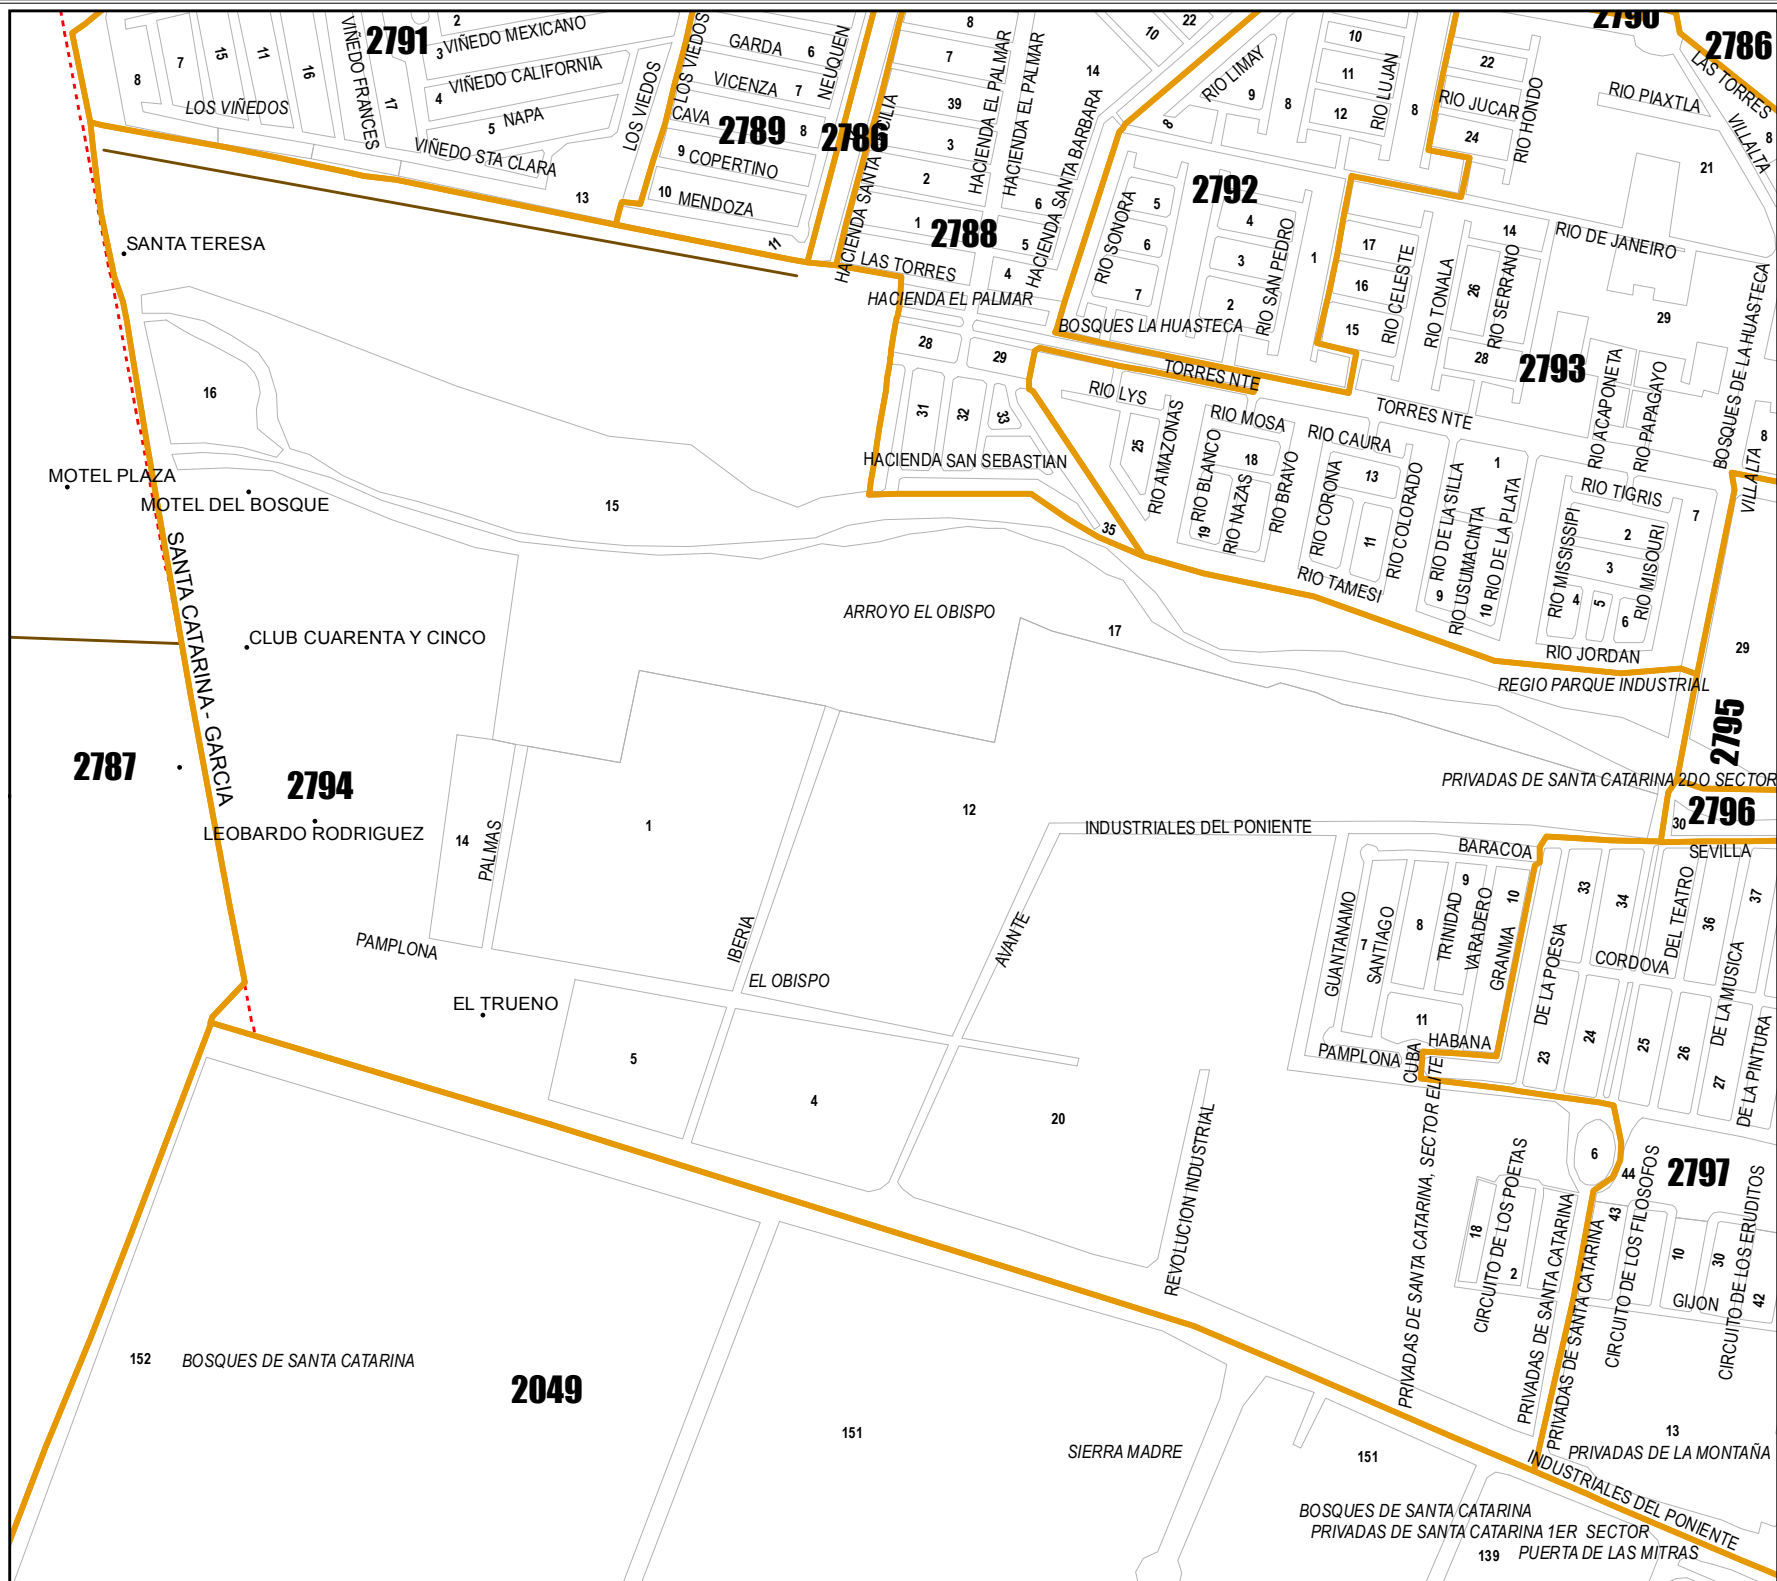 2790
2786
2791
2
3
VIÑEDO MEXICANO
VIÑEDO CALIFORNIA
4
5
NAPA
VIÑEDO STA CLARA
VIÑEDO FRANCES
17
16
11
15
7
8
LOS VIÑEDOS
13
LOS VIEDOS
LOS VIEDOS
GARDA
6
VICENZA
7
CAVA
2789
8
9
COPERTINO
10
MENDOZA
11
NEUQUEN
2786
8
7
39
3
2
1
2788
HACIENDA EL PALMAR
HACIENDA EL PALMAR
14
6
5
4
HACIENDA SANTA BARBARA
LAS TORRES
HACIENDA EL PALMAR
10
22
RIO LIMAY
9
8
8
10
11
12
RIO LUJAN
8
22
RIO JUCAR
24
RIO HONDO
RIO PIAXTLA
LAS TORRES
VILLALTA
8
21
2792
5
6
7
RIO SONORA
4
3
2
RIO SAN PEDRO
1
17
16
15
RIO CELESTE
RIO TONALA
26
RIO SERRANO
14
28
RIO DE JANEIRO
29
2793
BOSQUES DE LA HUASTECA
BOSQUES LA HUASTECA
TORRES NTE
TORRES NTE
RIO ACAPONETA
RIO PAPAGAYO
8
VILLALTA
SANTA TERESA
28
29
31
32
33
HACIENDA SAN SEBASTIAN
35
RIO LYS
25
RIO AMAZONAS
RIO MOSA
RIO BLANCO
19
18
RIO NAZAS
RIO BRAVO
RIO CAURA
13
RIO CORONA
11
RIO COLORADO
RIO TAMESI
RIO DE LA SILLA
9
RIO USUMACINTA
1
RIO DE LA PLATA
10
RIO TIGRIS
7
2
3
RIO MISSISSIPI
4
5
6
RIO MISOURI
RIO JORDAN
29
16
MOTEL PLAZA
MOTEL DEL BOSQUE
15
SANTA CATARINA - GARCIA
CLUB CUARENTA Y CINCO
ARROYO EL OBISPO
17
REGIO PARQUE INDUSTRIAL
2795
PRIVADAS DE SANTA CATARINA 2DO SECTOR
2787
2794
LEOBARDO RODRIGUEZ
14
PALMAS
1
12
INDUSTRIALES DEL PONIENTE
30
2796
SEVILLA
BARACOA
GUANTANAMO
7
SANTIAGO
8
TRINIDAD
9
VARADERO
10
GRANMA
11
HABANA
PAMPLONA
CUBA
33
34
DEL TEATRO
36
37
DE LA POESIA
CORDOVA
DE LA MUSICA
23
24
25
26
27
DE LA PINTURA
PAMPLONA
IBERIA
EL OBISPO
AVANTE
EL TRUENO
5
4
20
REVOLUCION INDUSTRIAL
PRIVADAS DE SANTA CATARINA, SECTOR ELITE
6
44
2797
43
18
2
CIRCUITO DE LOS POETAS
PRIVADAS DE SANTA CATARINA
PRIVADAS DE SANTA CATARINA
CIRCUITO DE LOS FILOSOFOS
10
30
GIJON
CIRCUITO DE LOS ERUDITOS
42
152
BOSQUES DE SANTA CATARINA
2049
151
SIERRA MADRE
151
13
PRIVADAS DE LA MONTAÑA
INDUSTRIALES DEL PONIENTE
BOSQUES DE SANTA CATARINA
PRIVADAS DE SANTA CATARINA 1ER SECTOR
139
PUERTA DE LAS MITRAS